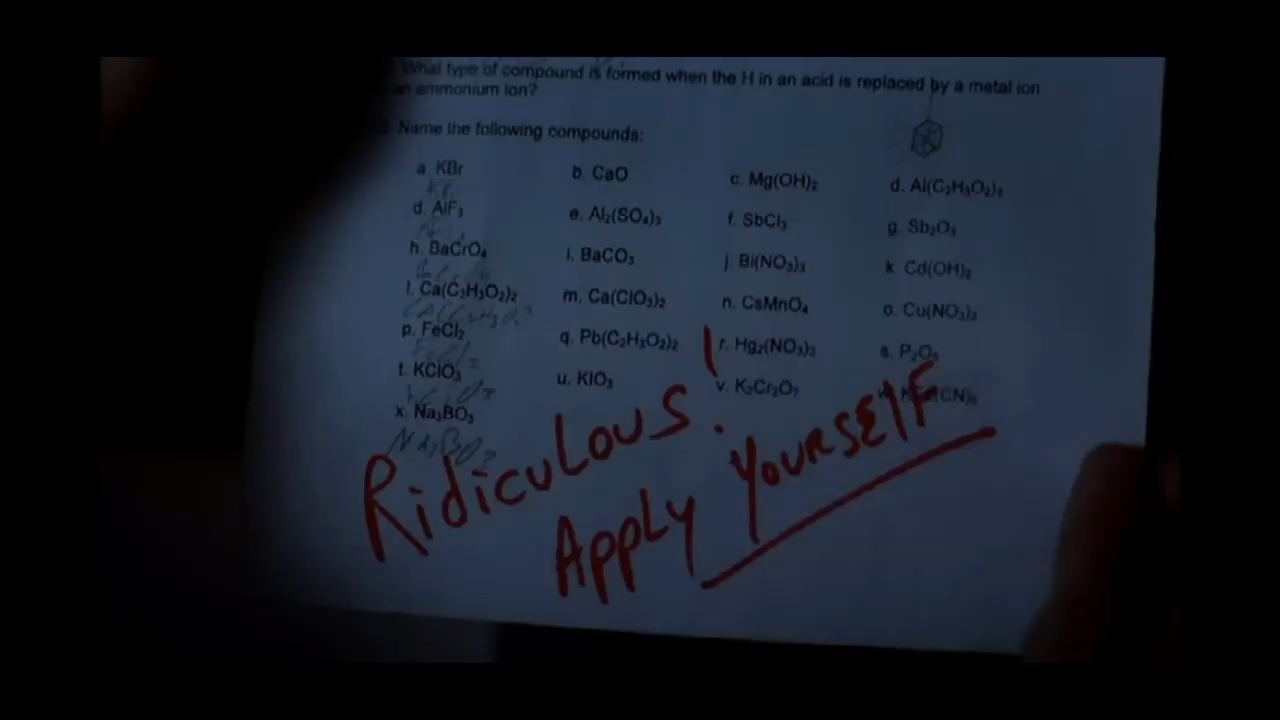 What type of compound is formed when the H in an acid is replaced by a metal ion
an ammonium ion?
Name the following compounds:
a. KBr b. CaO c. Mg(OH)₂ d. Al(C₂H₃O₂)₃
d. AlF₃ e. Al₂(SO₄)₃ f. SbCl₃ g. Sb₂O₃
h. BaCrO₄ i. BaCO₃ j. Bi(NO₃)₃ k. Cd(OH)₂
l. Ca(C₂H₃O₂)₂ m. Ca(ClO₃)₂ n. CsMnO₄ o. Cu(NO₃)₂
p. FeCl₂ q. Pb(C₂H₃O₂)₂ r. Hg₂(NO₃)₂ s. P₂O₅
t. KClO₃ u. KIO₃ v. K₂Cr₂O₇
x. Na₃BO₃
RidicuLOUS!
Apply YOURSELF